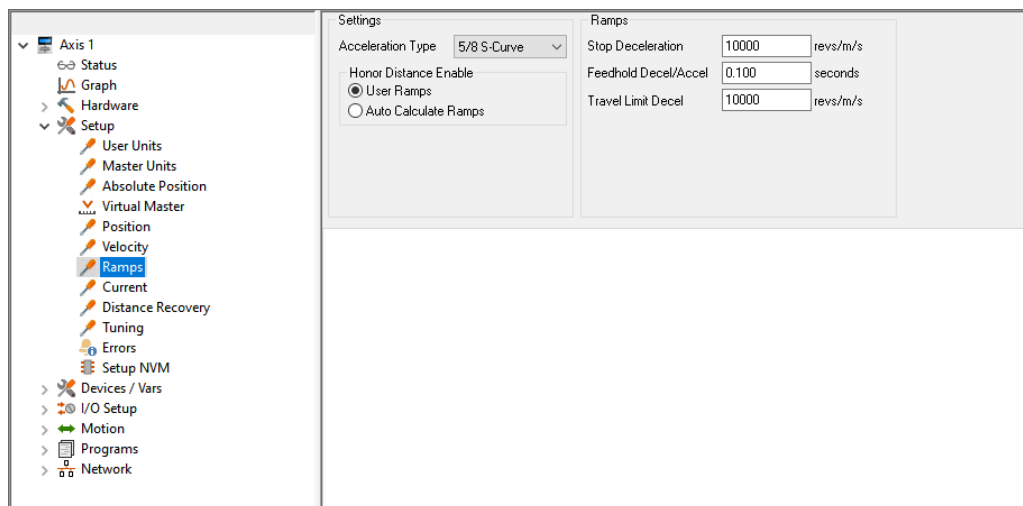 Axis 1
Status
Graph
Hardware
Setup
User Units
Master Units
Absolute Position
Virtual Master
Position
Velocity
Ramps
Current
Distance Recovery
Tuning
Errors
Setup NVM
Devices / Vars
I/O Setup
Motion
Programs
Network
Settings
Acceleration Type 5/8 S-Curve
Honor Distance Enable
User Ramps
Auto Calculate Ramps
Ramps
Stop Deceleration 10000 revs/m/s
Feedhold Decel/Accel 0.100 seconds
Travel Limit Decel 10000 revs/m/s